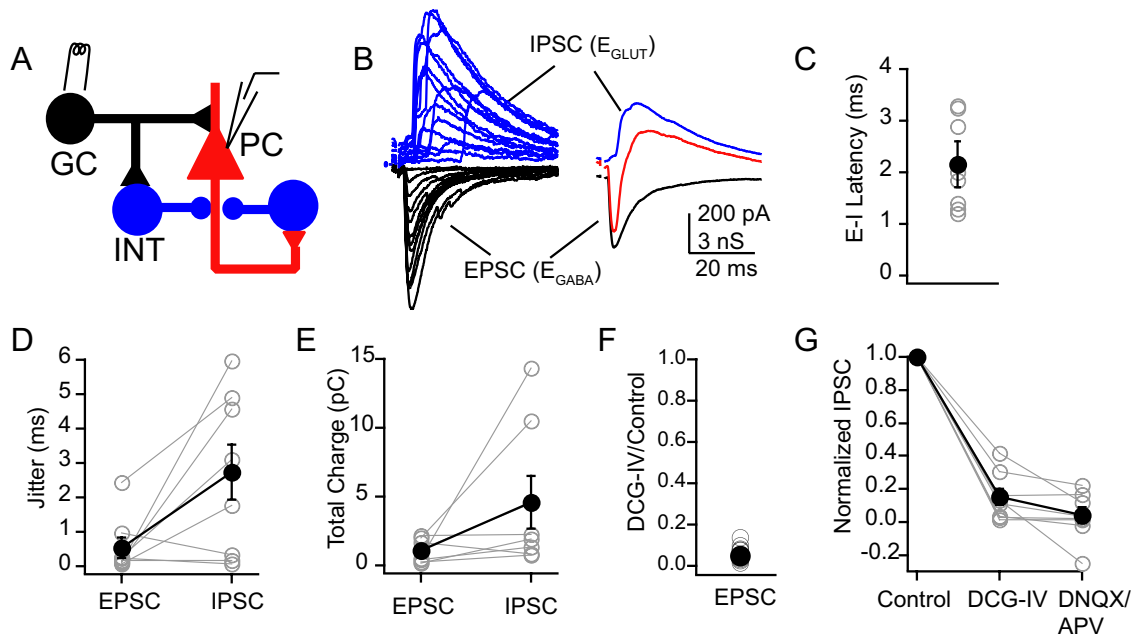 A
GC
PC
INT
B
IPSC (EGLUT)
EPSC (EGABA)
200 pA
3 nS
20 ms
C
E-I Latency (ms)
4
3
2
1
0
D
Jitter (ms)
6
5
4
3
2
1
0
EPSC IPSC
E
Total Charge (pC)
15
10
5
0
EPSC IPSC
F
DCG-IV/Control
1.0
0.8
0.6
0.4
0.2
0.0
EPSC
G
Normalized IPSC
1.0
0.8
0.6
0.4
0.2
0.0
-0.2
Control DCG-IV DNQX/
APV